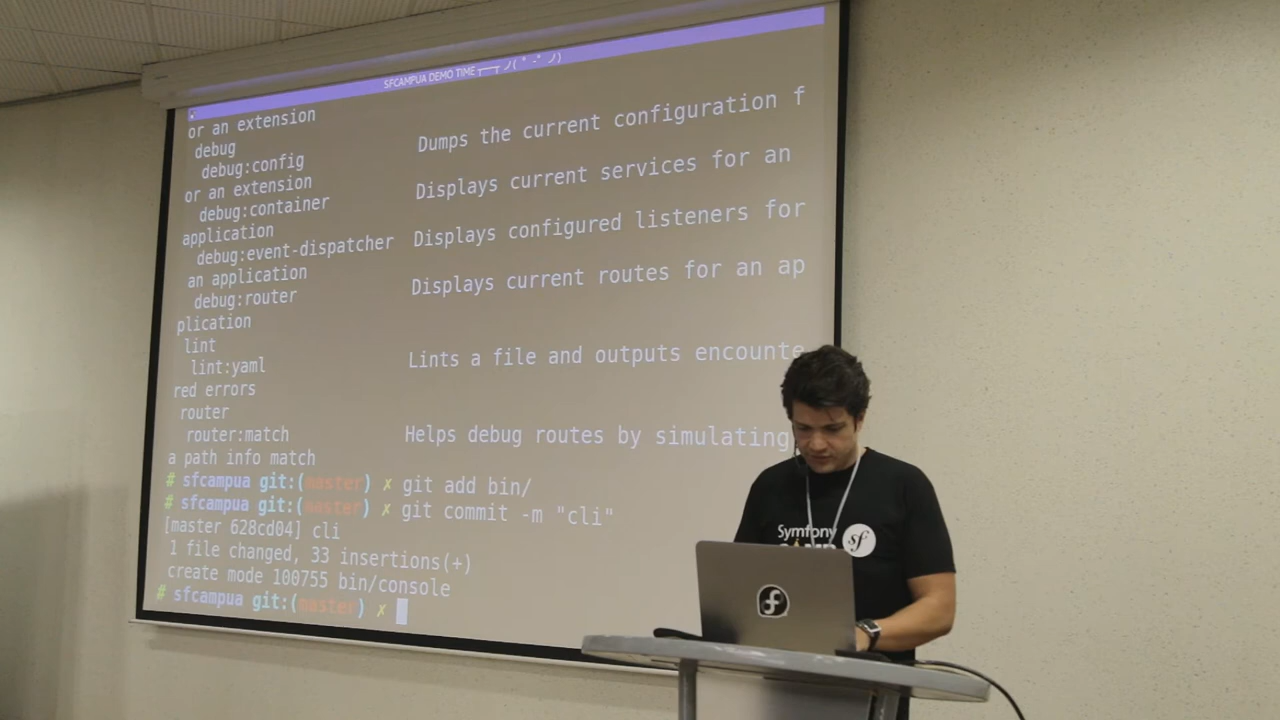 SFCAMPUA DEMO TIME
or an extension
debug
debug:config Dumps the current configuration f
or an extension
debug:container Displays current services for an
application
debug:event-dispatcher Displays configured listeners for
an application
debug:router Displays current routes for an ap
plication
lint
lint:yaml Lints a file and outputs encounte
red errors
router
router:match Helps debug routes by simulating
a path info match
# sfcampua git:(master) ✗ git add bin/
# sfcampua git:(master) ✗ git commit -m "cli"
[master 628cd04] cli
1 file changed, 33 insertions(+)
create mode 100755 bin/console
# sfcampua git:(master) ✗
Symfony
sf